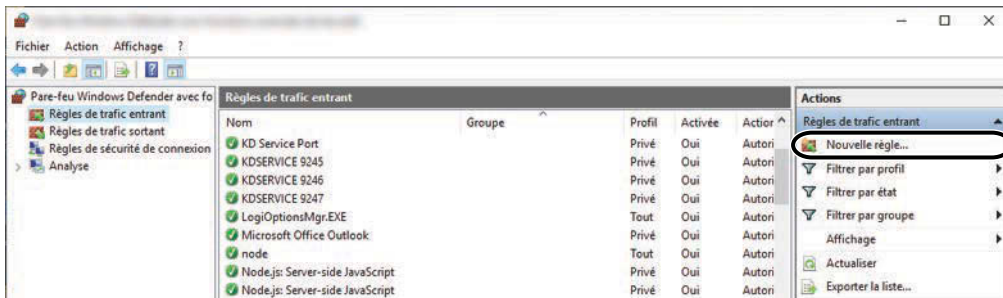 Fichier Action Affichage ?
Pare-feu Windows Defender avec fo
Règles de trafic entrant
Règles de trafic sortant
Règles de sécurité de connexion
Analyse
Règles de trafic entrant
Nom Groupe Profil Activée Action
KD Service Port Privé Oui Autori
KDSERVICE 9245 Privé Oui Autori
KDSERVICE 9246 Privé Oui Autori
KDSERVICE 9247 Privé Oui Autori
LogiOptionsMgr.EXE Tout Oui Autori
Microsoft Office Outlook Privé Oui Autori
node Tout Oui Autori
Node.js: Server-side JavaScript Privé Oui Autori
Node.js: Server-side JavaScript Privé Oui Autori
Actions
Règles de trafic entrant
Nouvelle règle...
Filtrer par profil
Filtrer par état
Filtrer par groupe
Affichage
Actualiser
Exporter la liste...